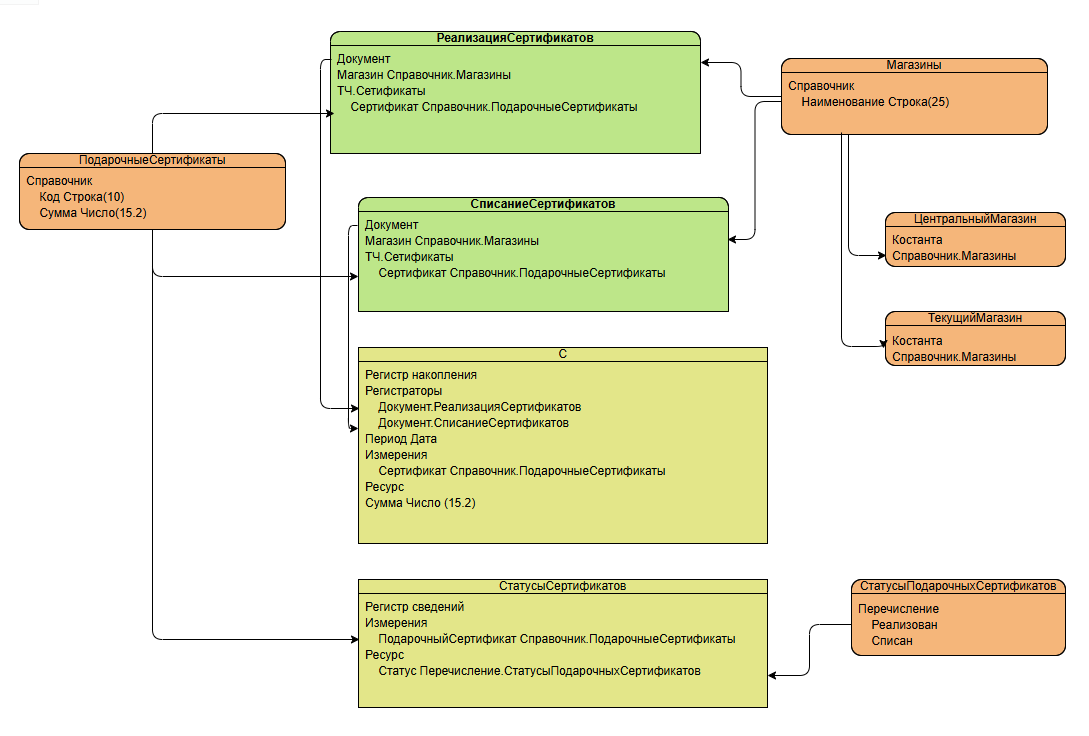 РеализацияСертификатов
Документ
Магазин Справочник.Магазины
ТЧ.Сетификаты
Сертификат Справочник.ПодарочныеСертификаты
Магазины
Справочник
Наименование Строка(25)
ПодарочныеСертификаты
Справочник
Код Строка(10)
Сумма Число(15.2)
СписаниеСертификатов
Документ
Магазин Справочник.Магазины
ТЧ.Сетификаты
Сертификат Справочник.ПодарочныеСертификаты
ЦентральныйМагазин
Костанта
Справочник.Магазины
ТекущийМагазин
Костанта
Справочник.Магазины
С
Регистр накопления
Регистраторы
Документ.РеализацияСертификатов
Документ.СписаниеСертификатов
Период Дата
Измерения
Сертификат Справочник.ПодарочныеСертификаты
Ресурс
Сумма Число (15.2)
СтатусыСертификатов
Регистр сведений
Измерения
ПодарочныйСертификат Справочник.ПодарочныеСертификаты
Ресурс
Статус Перечисление.СтатусыПодарочныхСертификатов
СтатусыПодарочныхСертификатов
Перечисление
Реализован
Списан